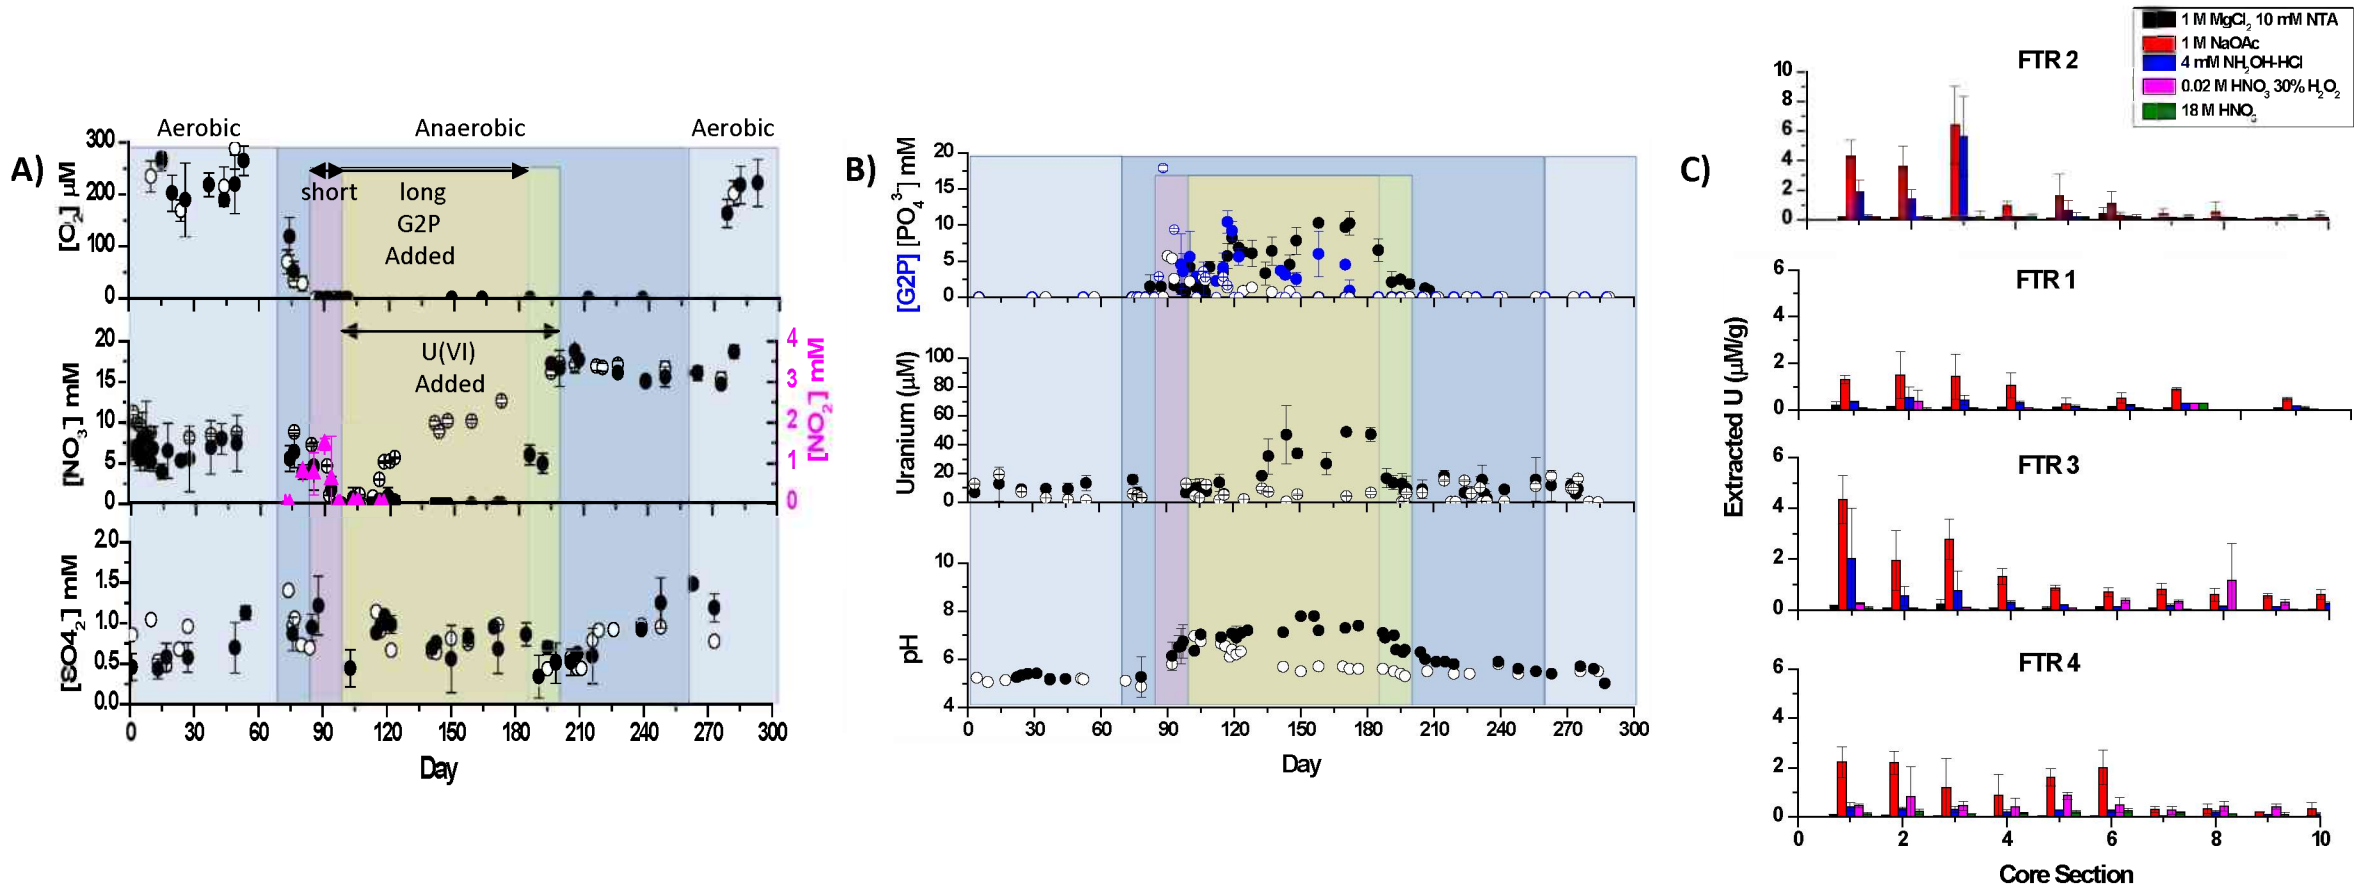 A)
Aerobic
Anaerobic
Aerobic
[O2] µM
300
200
100
0
short
long
G2P
Added
[NO3] mM
20
15
10
5
0
U(VI)
Added
4
3
2
1
0
[NO2] mM
[SO42] mM
2.0
1.5
1.0
0.5
0.0
0 30 60 90 120 150 180 210 240 270 300
Day
B)
[G2P] [PO4 3-] mM
20
15
10
5
0
Uranium (µM)
100
80
60
40
20
0
pH
10
8
6
4
0 30 60 90 120 150 180 210 240 270 300
Day
C)
1 M MgCl2 10 mM NTA
1 M NaOAc
4 mM NH2OH-HCl
0.02 M HNO3 30% H2O2
18 M HNO3
Extracted U (µM/g)
FTR 2
10
8
6
4
2
0
FTR 1
6
4
2
0
FTR 3
6
4
2
0
FTR 4
6
4
2
0
0 2 4 6 8 10
Core Section